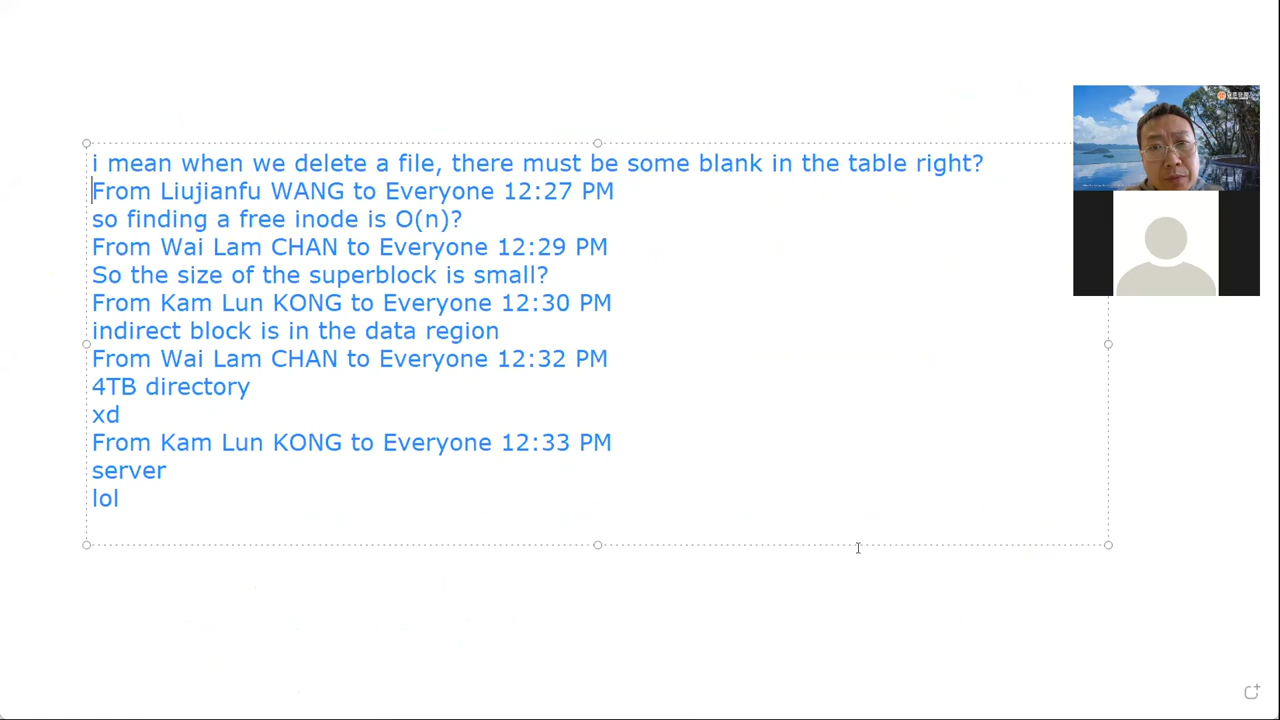 i mean when we delete a file, there must be some blank in the table right?
From Liujianfu WANG to Everyone 12:27 PM
so finding a free inode is O(n)?
From Wai Lam CHAN to Everyone 12:29 PM
So the size of the superblock is small?
From Kam Lun KONG to Everyone 12:30 PM
indirect block is in the data region
From Wai Lam CHAN to Everyone 12:32 PM
4TB directory
xd
From Kam Lun KONG to Everyone 12:33 PM
server
lol